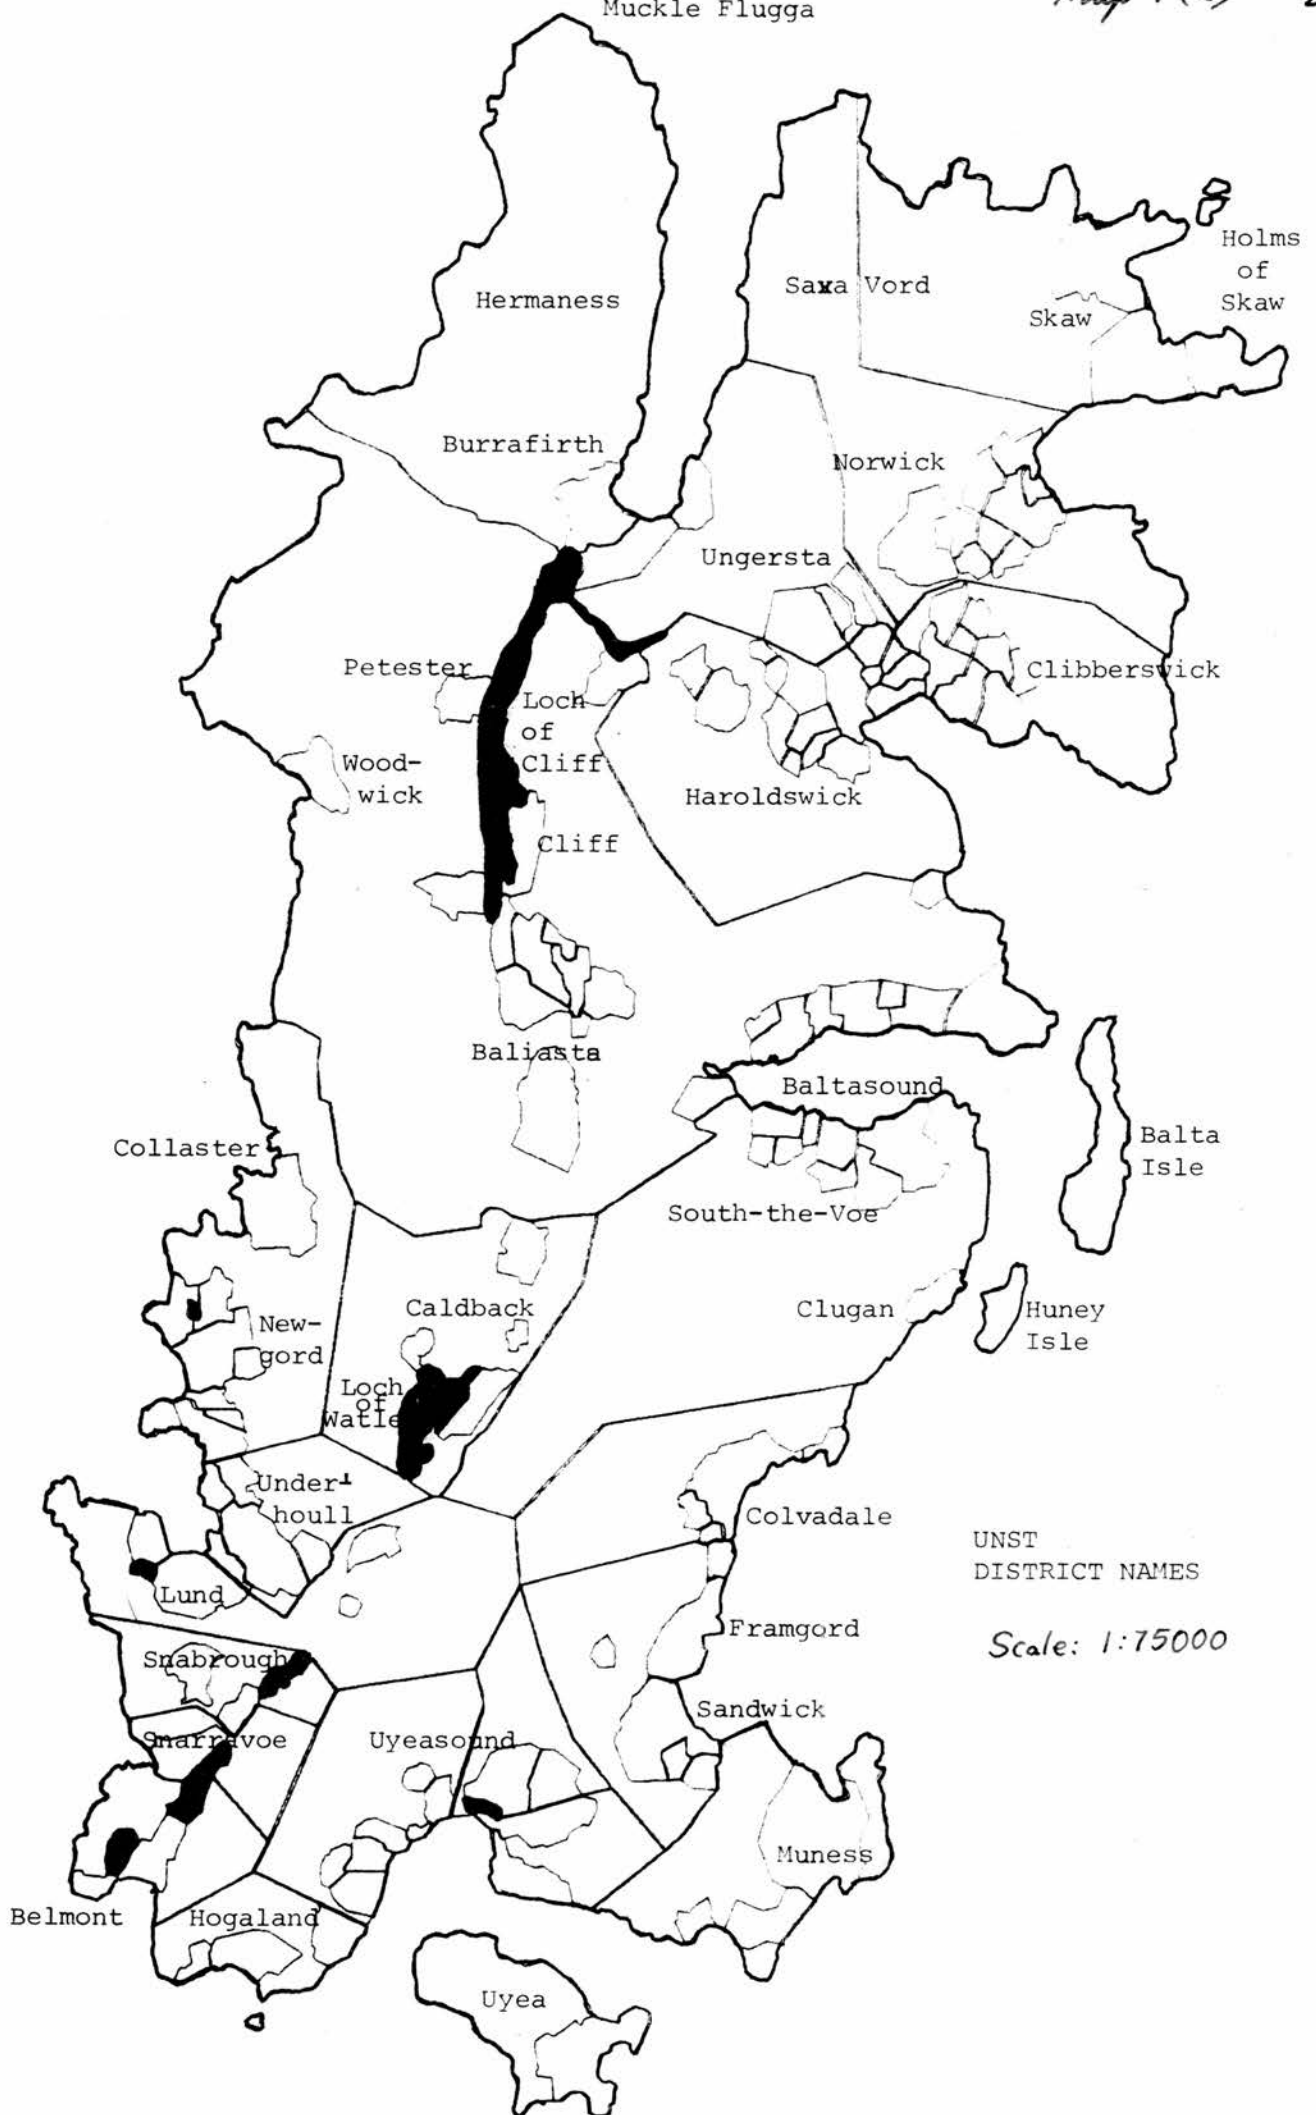 Muckle Flugga
Map
Holms
of
Skaw
Saxa Vord
Hermaness
Skaw
Burrafirth
Norwick
Ungersta
Petester
Clibberswick
Loch
of
Cliff
Wood-
wick
Haroldswick
Cliff
Baliasta
Baltasound
Collaster
Balta
Isle
South-the-Voe
Caldback
Clugan
Huney
Isle
New-
gord
Loch
of
Watlee
Under-
houll
Colvadale
UNST
DISTRICT NAMES
Lund
Framgord
Scale: 1:75000
Snabrough
Sandwick
Snarravoe
Uyeasound
Muness
Belmont
Hogaland
Uyea